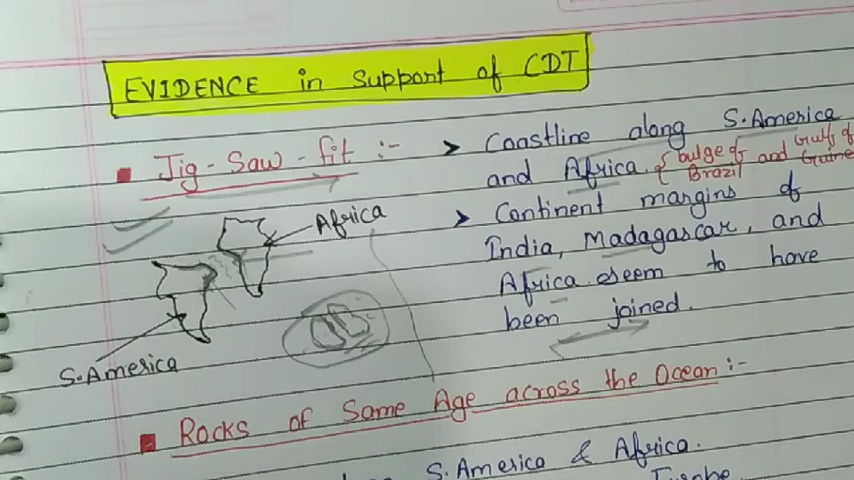 EVIDENCE in Support of CDT
Jig-Saw-fit :-
> Coastline along S.America
and Africa. { bulge of Brazil and Gulf of Guine
> Continent margins of
India, Madagascar, and
Africa seem to have
been joined.
Africa
S.America
Rocks of Same Age across the Ocean :-
S.America & Africa.